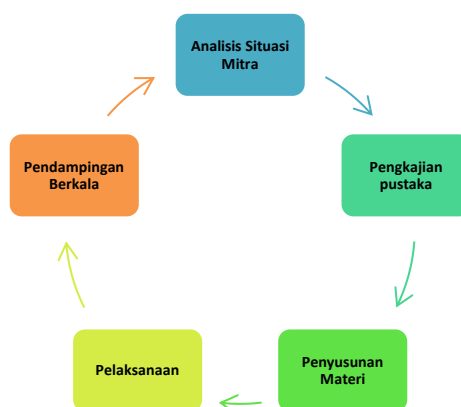 Analisis Situasi
Mitra
Pengkajian
pustaka
Penyusunan
Materi
Pelaksanaan
Pendampingan
Berkala